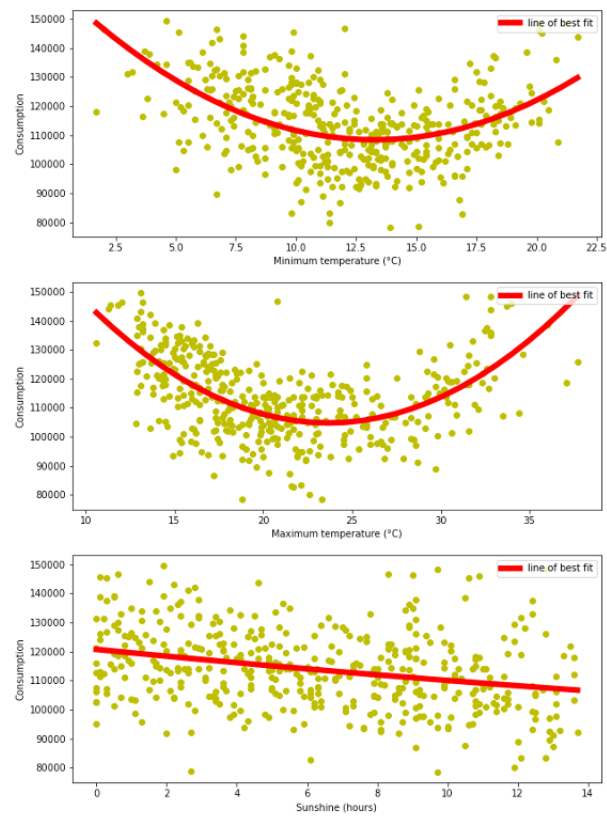 150000
140000
130000
120000
110000
100000
90000
80000
Consumption
line of best fit
2.5 5.0 7.5 10.0 12.5 15.0 17.5 20.0 22.5
Minimum temperature (°C)
150000
140000
130000
120000
110000
100000
90000
80000
Consumption
line of best fit
10 15 20 25 30 35
Maximum temperature (°C)
150000
140000
130000
120000
110000
100000
90000
80000
Consumption
line of best fit
0 2 4 6 8 10 12 14
Sunshine (hours)